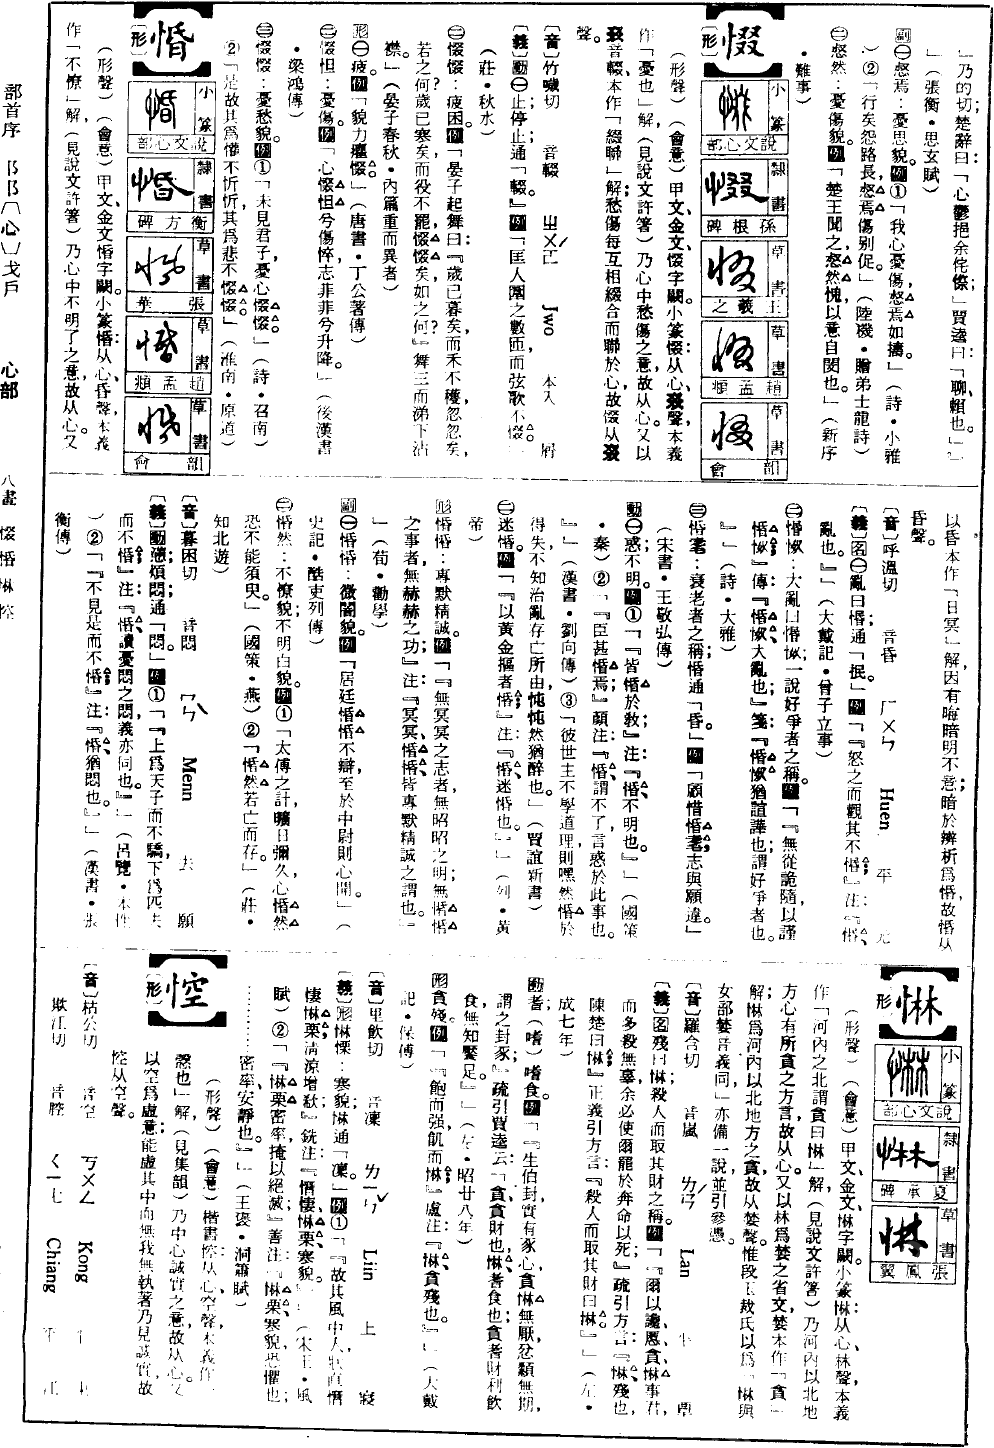 」乃的切；楚辭曰：「心鬱挹余侘傺；」賈逵曰：「聊賴也。」」
」（張衡・思玄賦）
副㊀惄焉：憂思貌。例①「我心憂傷惄焉如擣。」（詩・小雅
）②「行矣怨路長惄焉傷別促。」（陸機・贈弟士龍詩）
㊁惄然：憂傷貌。例「楚王聞之惄然愧以意自閔也。」（新序
・雜事）
惙
小篆 說文心部
隸書 孫根碑
草書 王羲之
草書 趙孟頫
草書 韻會
〔形〕
（形聲）（會意）甲文、金文惙字闕。小篆惙从心、叕聲本義
作「憂也」解，（見說文許箸）乃心中愁傷之意，故从心。又以
叕音輟、本作「綴聯」解；愁傷每互相綴合而聯於心，故惙从叕
聲。
〔音〕竹嘬切 音輟 ㄓㄨㄛˊ Jwo 本入 屑
〔義〕動㊀止，停止；通「輟。」例「匡人圍之數匝而弦歌不惙。」
（莊・秋水）
㊁惙惙：疲困。例「晏子起舞曰：『歲已暮矣而禾不穫，忽忽矣，
若之何？歲已寒矣而役不罷惙惙矣，如之何？』舞三而涕下沾
襟。」（晏子春秋・內篇重而異者）
形㊀疲。例「貌力癯惙。」（唐書・丁公著傳）
㊁惙怛：憂傷。例「心惙怛兮傷悴，志菲菲兮升降。」（後漢書
・梁鴻傳）
㊂惙惙：憂愁貌。例①「未見君子，憂心惙惙。」（詩・召南）
②「是故其爲懽不忻忻，其爲悲不惙惙。」（淮南・原道）
惛
小篆 說文心部
隸書 衡方碑
草書 張華
草書 趙孟頫
草書 韻會
〔形〕
（形聲）（會意）甲文、金文惛字闕。小篆惛：从心、昏聲，本義
作「不憭」解，（見說文許箸）乃心中不明了之意，故从心。又
以昏本作「日冥」解，因有晦暗明不意；暗於辨析爲惛，故惛从
昏聲。
〔音〕呼溫切 音昏 ㄏㄨㄣ Huen 平 元
〔義〕名㊀亂曰惛；通「泯。」例「『怒之而觀其不惛；』注：『惛、
亂也。』」（大戴記・曾子立事）
㊁惛怓：大亂曰惛怓；一說好爭者之稱。例「『無從詭隨以謹
惛怓；』傳：『惛怓、大亂也。』箋：『惛怓、猶讙譁也，謂好爭者也。
』」（詩・大雅）
㊂惛耄：衰老者之稱；惛通「昏。」例「顧惜惛耄；志與願違。」
（宋書・王敬弘傳）
動㊀惑，不明。例①「『皆惛於教；』注：『惛、不明也。』」（國策
・秦）②「『臣甚惛焉；』顏注：『惛、謂不了，言惑於此事也。
』」（漢書・劉向傳）③「彼世主不學道理，則嘿然惛於
得失，不知治亂存亡所由，忳忳然猶醉也。」（賈誼新書）
㊁迷惛。例「『以黃金摳者惛；』注：『惛、迷惛也。』」（列・黃
帝）
形惛惛：專默精誠。例「『無冥冥之志者，無昭昭之明；無惛惛
之事者，無赫赫之功；』注：『冥冥、惛惛，皆專默精誠之謂也。』
」（荀・勸學）
副㊀惛惛：微闇貌。例「居廷惛惛不辯，至於中尉則心開。」（
史記・酷吏列傳）
㊁惛然：不憭貌，不明白貌。例①「太傅之計，曠日彌久，心惛然
恐不能須臾。」（國策・燕）②「惛然若亡而存。」（莊・
知北遊）
〔音〕暮困切 音悶 ㄇㄣˋ Menn 去 願
〔義〕動懣，煩悶；通「悶。」例①「『上爲天子而不驕，下爲匹夫
而不惛；』注：『惛讀憂悶之悶，義亦同也。』」（呂覽・本性
）②「『不見是而不惛；』注：『惛、猶悶也。』」（漢書・張
衡傳）
惏
小篆 說文心部
隸書 夏承碑
草書 張鳳翼
〔形〕
（形聲）（會意）甲文、金文、惏字闕。小篆惏：从心、林聲，本義
作「河內之北謂貪曰惏」解，（見說文許箸）乃河內以北地
方心有所貪之方言，故从心。又以林爲婪之省文，婪本作「貪」
解；惏爲河內以北地方之貪，故从婪聲。惟段玉裁氏以爲「惏與
女部婪音義同」亦備一說，並引參憑。
〔音〕羅含切 音嵐 ㄌㄢˊ Lan 平 覃
〔義〕名殘曰惏；殺人而取其財之稱。例「『爾以讒慝貪惏事君，
而多殺無辜，余必使爾罷於奔命以死；』疏引方言：『惏、殘也，
陳楚曰惏；』正義引方言：『殺人而取其財曰惏。』」（左・
成七年）
動耆（嗜）；嗜食。例「『生伯封，實有豕心，貪惏無厭，忿纇無期，
謂之封豕；』疏引賈逵云：『貪、貪財也；惏、耆食也；貪耆財利飲
食，無知饜足。』」（左・昭廿八年）
形貪殘。例「『飽而强，飢而惏；』盧注：『惏、貪殘也。』」（大戴
記・保傅）
〔音〕里飲切 音凜 ㄌㄧㄣˇ Liin 上 寢
〔義〕形惏慄：寒貌；惏通「凜。」例①「『故其風中人，狀直憯
悽惏栗，清涼增欷；』銑注：『憯悽惏栗、寒貌。』」（宋玉・風
賦）②「『惏栗密率，掩以絕滅；』善注：『惏栗、寒貌，恐懼也；
⋯⋯⋯⋯密率、安靜也。』」（王褒・洞簫賦）
悾
〔形〕
（形聲）（會意）楷書悾：从心、空聲，本義作
愨也」解，（見集韻）乃中心誠實之意，故从心。又
以空爲虛意；能虛其中而無我無執著，乃見誠實，故
悾从空聲。
〔音〕枯公切 音空 ㄎㄨㄥ Kong 平 東
欺江切 音腔 ㄑㄧㄤ Chiang 平 江
部首序 心戈戶 心部 八畫 惙惛惏悾